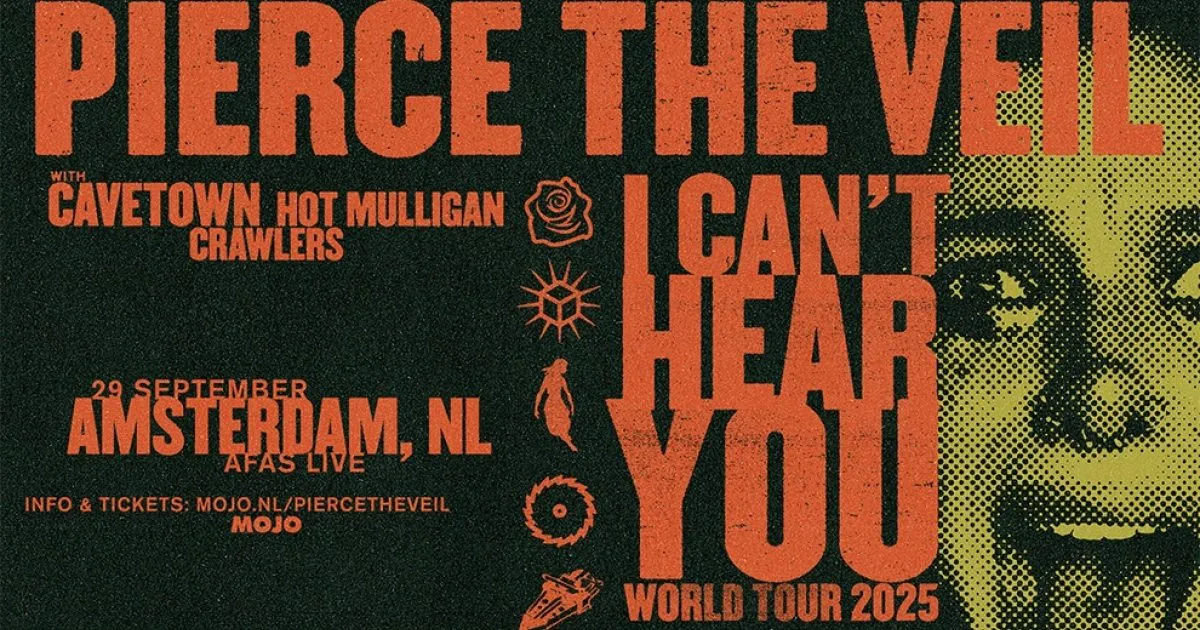 PIERCE THE VEIL
WITH
CAVETOWN HOT MULLIGAN
CRAWLERS
29 SEPTEMBER
AMSTERDAM, NL
AFAS LIVE
INFO & TICKETS: MOJO.NL/PIERCETHEVEIL
MOJO
I CAN'T
HEAR
YOU
WORLD TOUR 2025